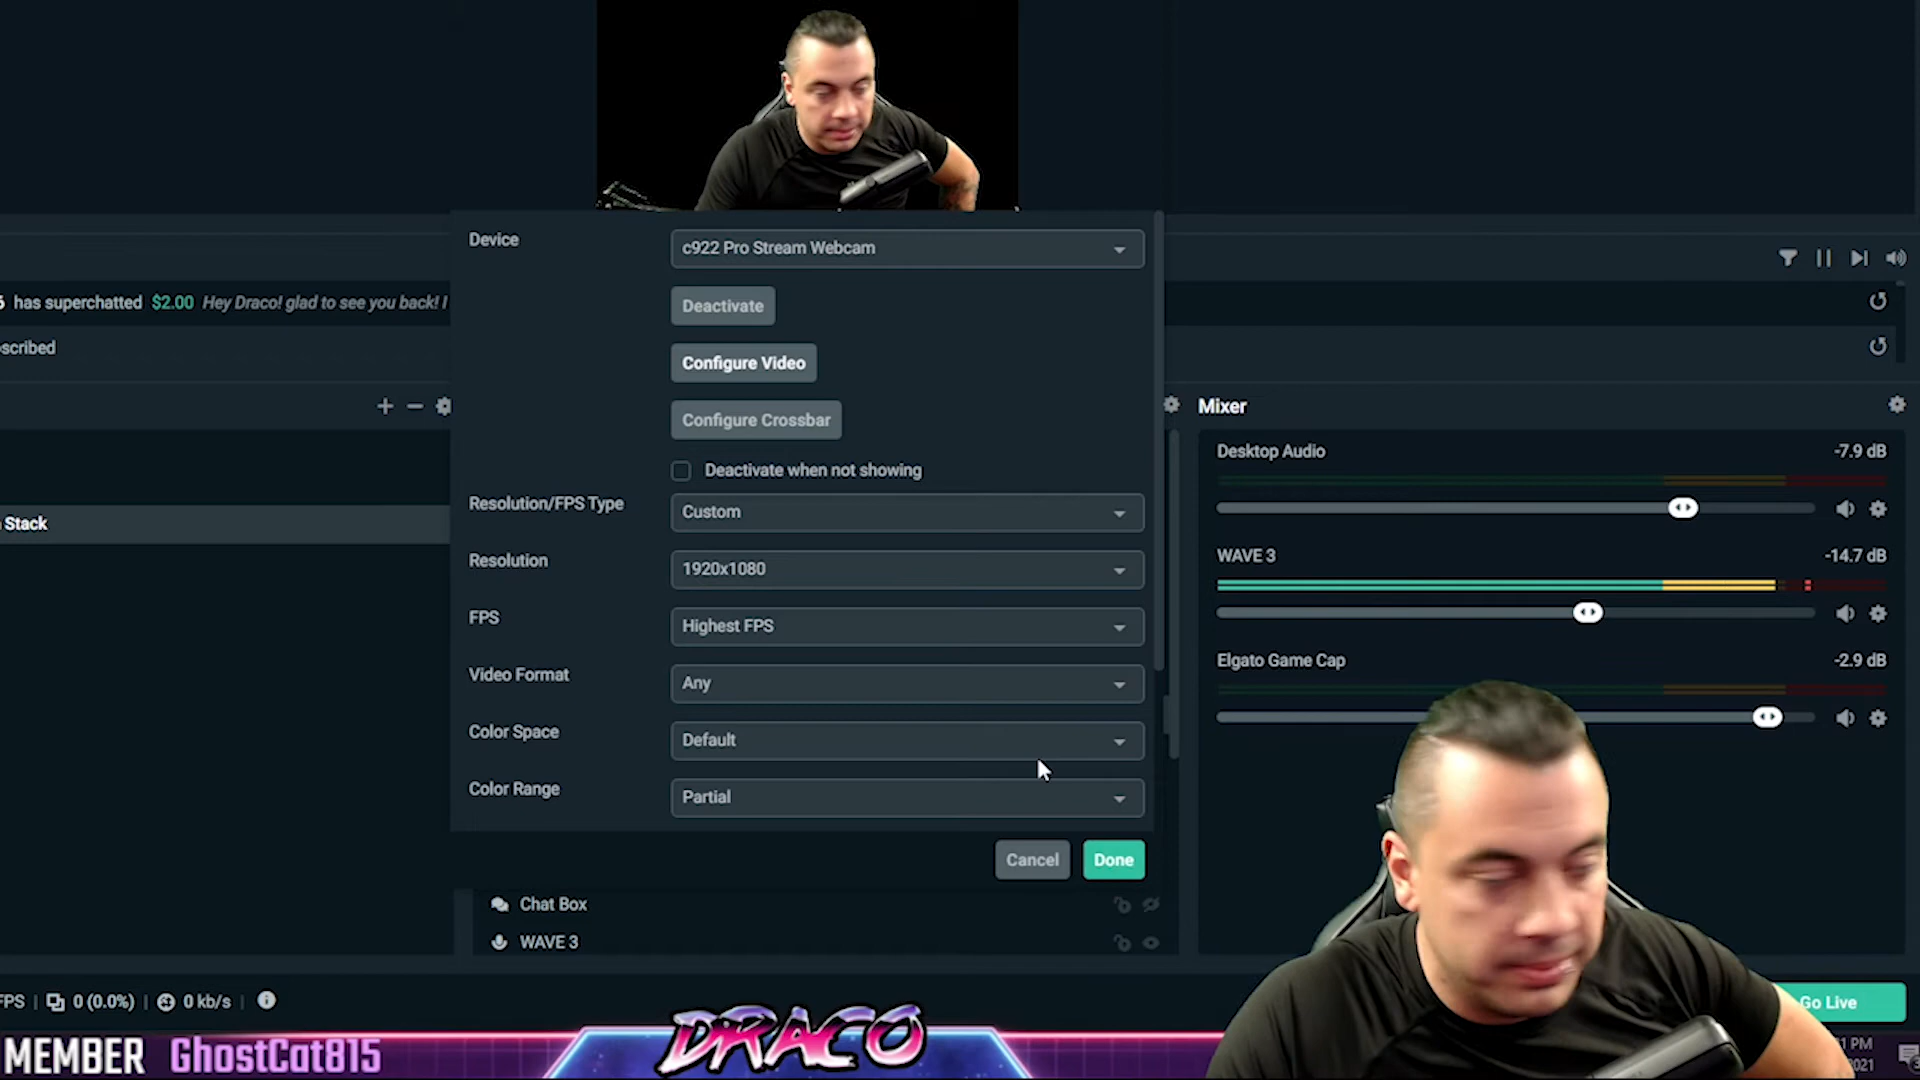 Device
c922 Pro Stream Webcam
Deactivate
has superchatted $2.00 Hey Draco! glad to see you back! I
scribed
Configure Video
Configure Crossbar
Deactivate when not showing
Resolution/FPS Type
Custom
Stack
Resolution
1920x1080
FPS
Highest FPS
Video Format
Any
Color Space
Default
Color Range
Partial
Cancel
Done
Chat Box
WAVE 3
Mixer
Desktop Audio
-7.9 dB
WAVE 3
-14.7 dB
Elgato Game Cap
-2.9 dB
FPS | 0 (0.0%) | 0 kb/s |
Go Live
MEMBER GhostCat815
DRACO
1 PM
2021